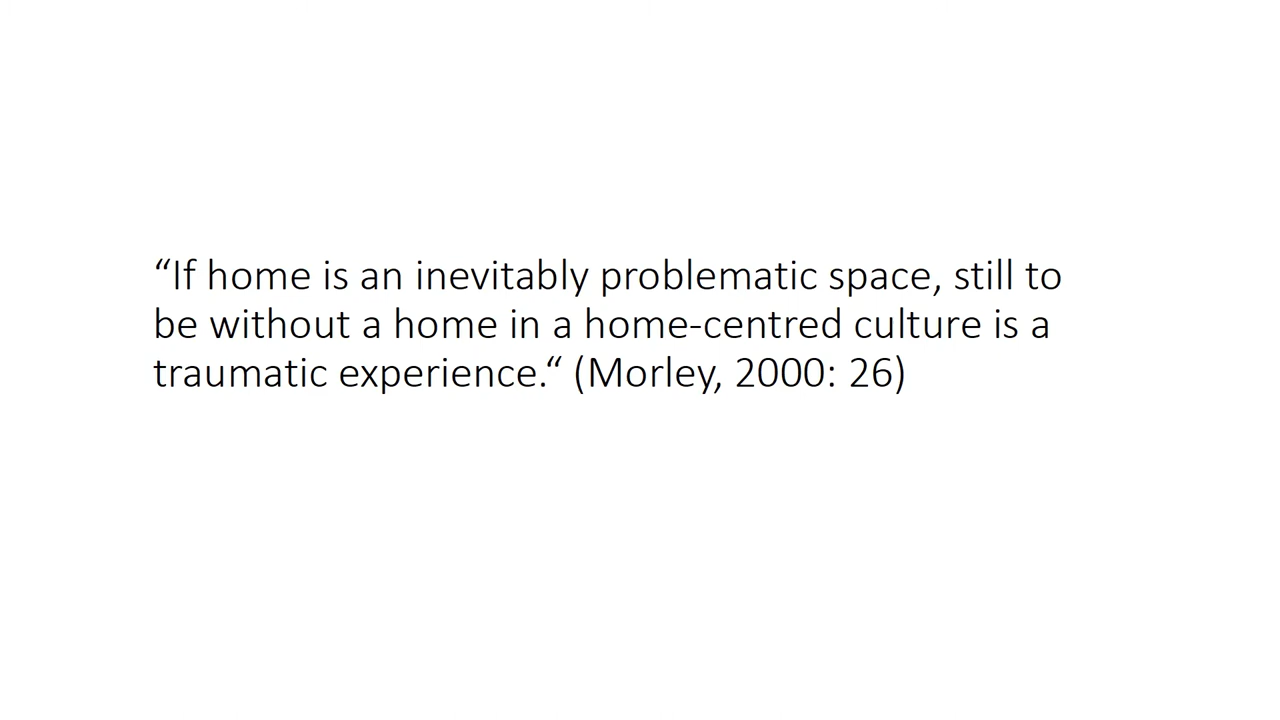 “If home is an inevitably problematic space, still to
be without a home in a home-centred culture is a
traumatic experience.“ (Morley, 2000: 26)